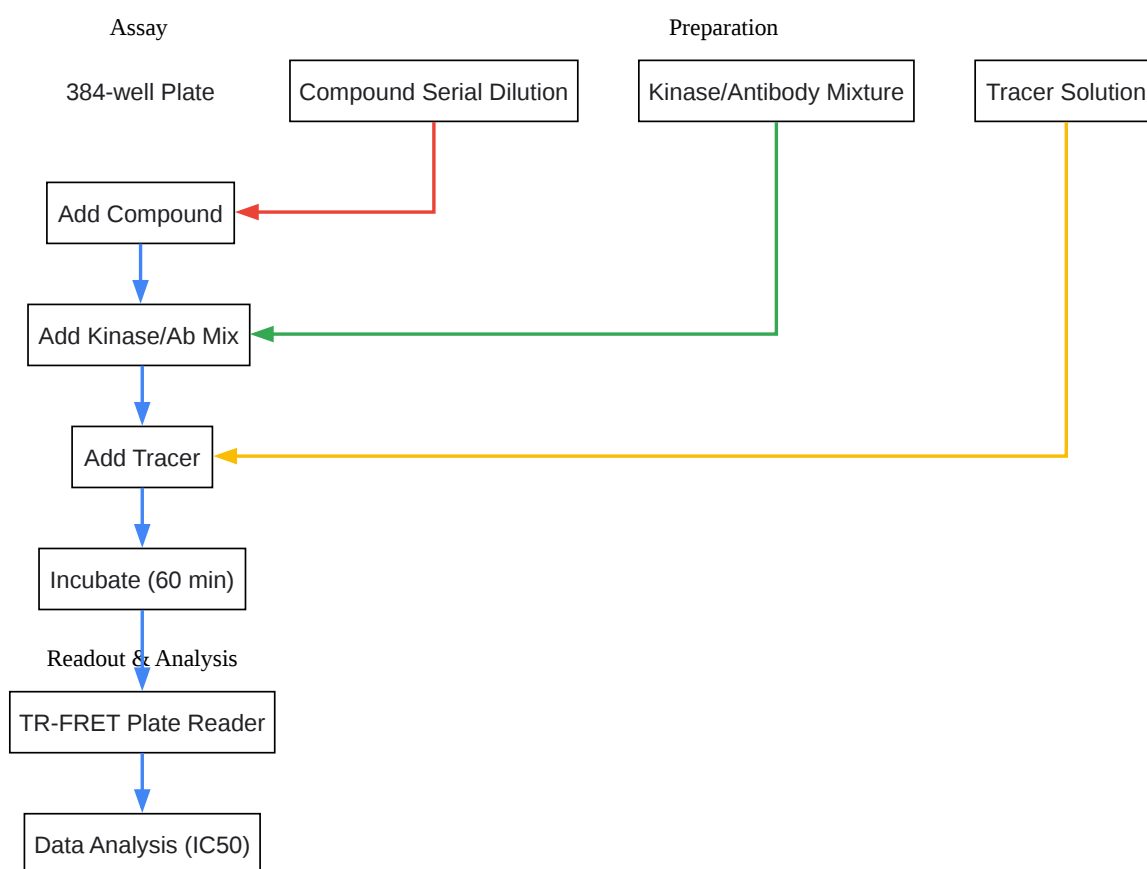 Assay
Preparation
384-well Plate
Compound Serial Dilution
Kinase/Antibody Mixture
Tracer Solution
Add Compound
Add Kinase/Ab Mix
Add Tracer
Incubate (60 min)
Readout & Analysis
TR-FRET Plate Reader
Data Analysis (IC50)